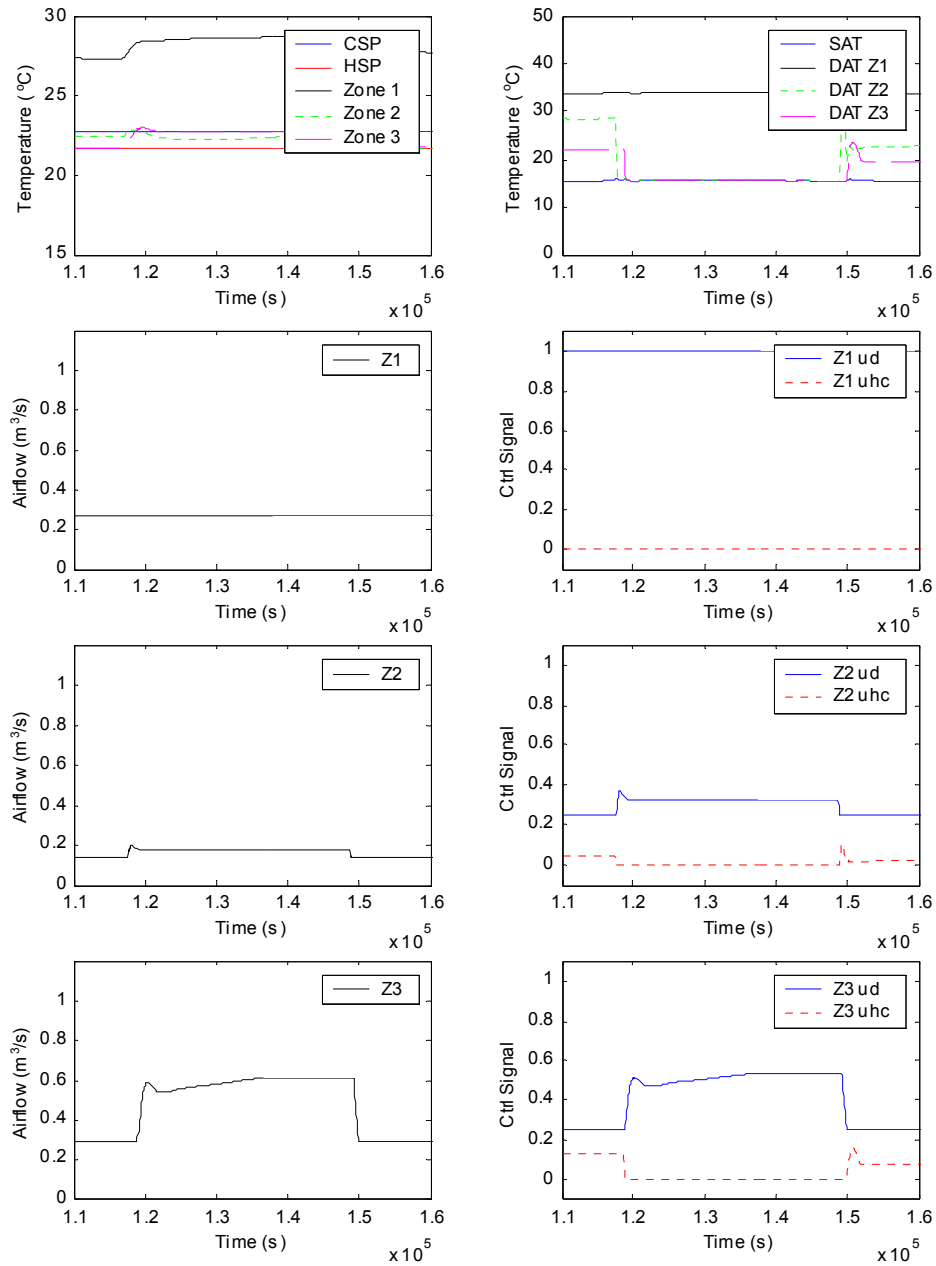 30
25
20
15
Temperature ( ºC)
CSP
HSP
Zone 1
Zone 2
Zone 3
1.1 1.2 1.3 1.4 1.5 1.6
Time (s)
x 10^5
50
40
30
20
10
0
Temperature ( ºC)
SAT
DAT Z1
DAT Z2
DAT Z3
1.1 1.2 1.3 1.4 1.5 1.6
Time (s)
x 10^5
1
0.8
0.6
0.4
0.2
0
Airflow (m³/s)
Z1
1.1 1.2 1.3 1.4 1.5 1.6
Time (s)
x 10^5
1
0.8
0.6
0.4
0.2
0
Ctrl Signal
Z1 ud
Z1 uhc
1.1 1.2 1.3 1.4 1.5 1.6
Time (s)
x 10^5
1
0.8
0.6
0.4
0.2
0
Airflow (m³/s)
Z2
1.1 1.2 1.3 1.4 1.5 1.6
Time (s)
x 10^5
1
0.8
0.6
0.4
0.2
0
Ctrl Signal
Z2 ud
Z2 uhc
1.1 1.2 1.3 1.4 1.5 1.6
Time (s)
x 10^5
1
0.8
0.6
0.4
0.2
0
Airflow (m³/s)
Z3
1.1 1.2 1.3 1.4 1.5 1.6
Time (s)
x 10^5
1
0.8
0.6
0.4
0.2
0
Ctrl Signal
Z3 ud
Z3 uhc
1.1 1.2 1.3 1.4 1.5 1.6
Time (s)
x 10^5